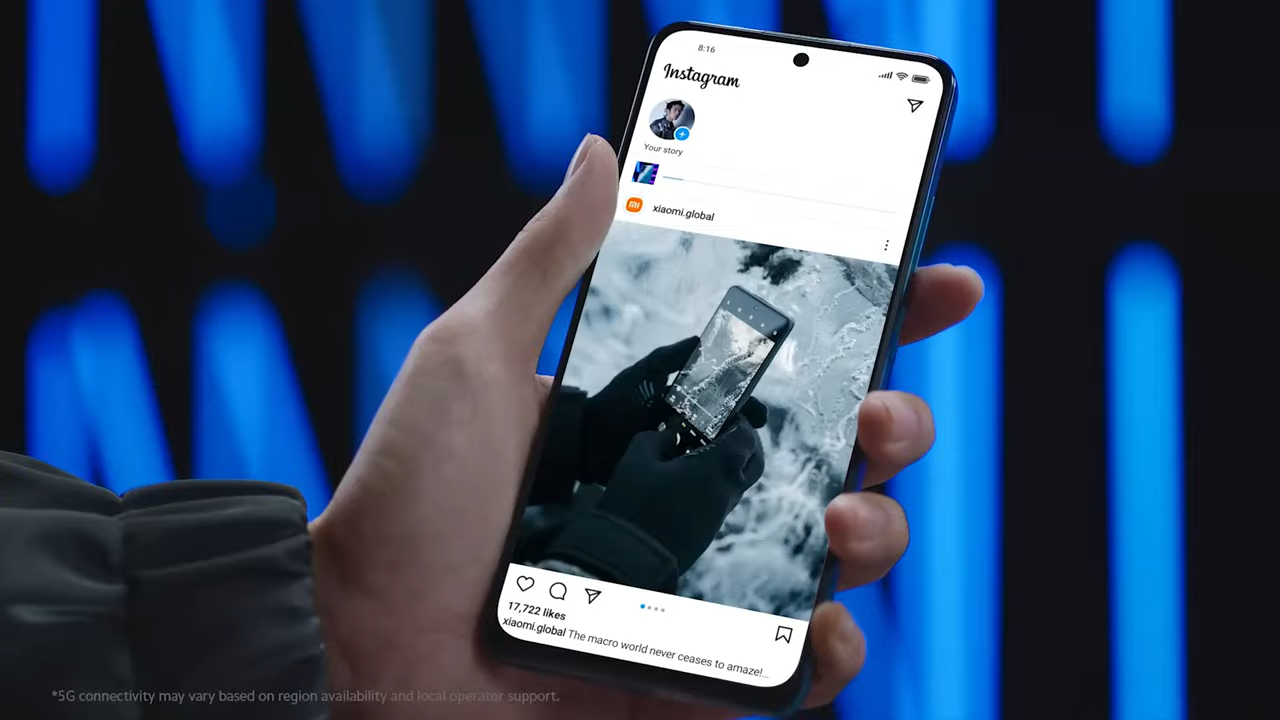 8:16
Instagram
Your story
mi
xiaomi.global
17,722 likes
xiaomi.global The macro world never ceases to amaze!...
*5G connectivity may vary based on region availability and local operator support.